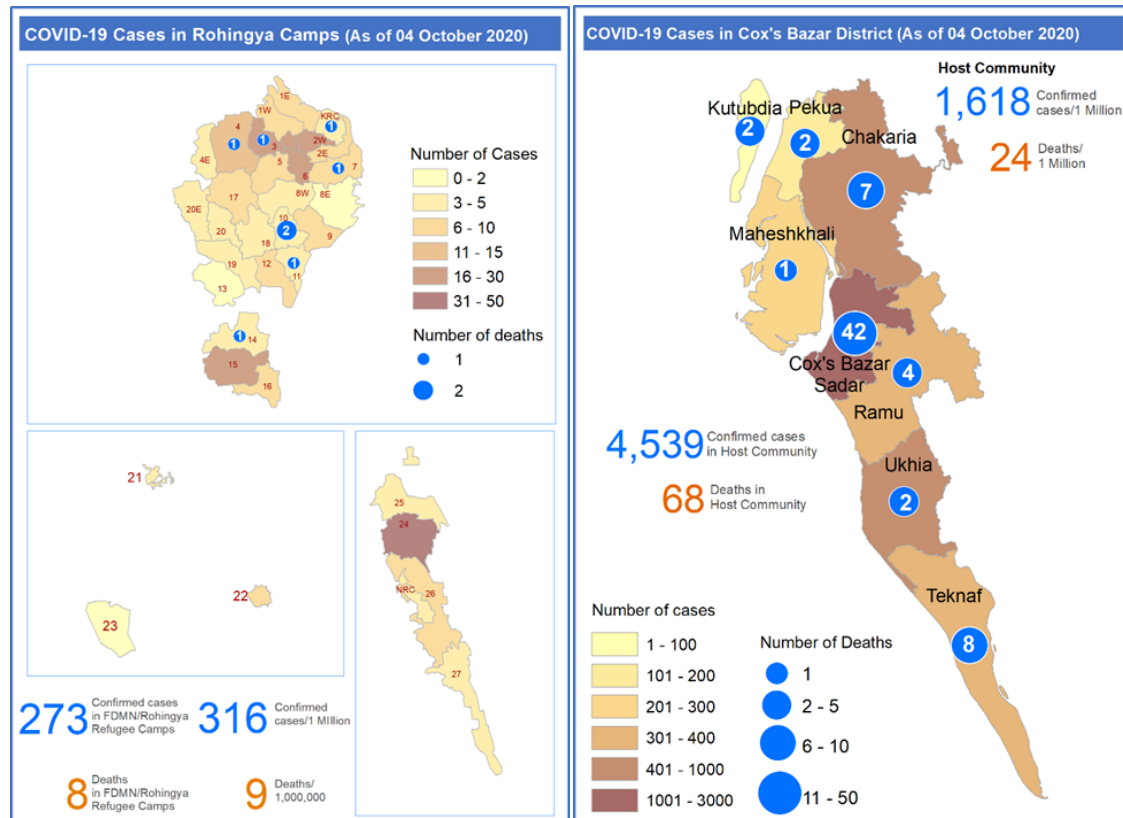 COVID-19 Cases in Rohingya Camps (As of 04 October 2020)
1E
1W
KRC
1
4
1
1
3
2W
2E
4E
5
6
1
7
17
8W
8E
20E
10
2
20
18
9
19
12
1
11
13
1
14
15
16
Number of Cases
0 - 2
3 - 5
6 - 10
11 - 15
16 - 30
31 - 50
Number of deaths
1
2
21
22
23
25
24
NRC
26
27
273 Confirmed cases
in FDMN/Rohingya
Refugee Camps
316 Confirmed
cases/1 MIllion
8 Deaths
in FDMN/Rohingya
Refugee Camps
9 Deaths/
1,000,000
COVID-19 Cases in Cox's Bazar District (As of 04 October 2020)
Host Community
1,618 Confirmed
cases/1 Million
24 Deaths/
1 Million
Kutubdia
2
Pekua
2
Chakaria
7
Maheshkhali
1
42
Cox's Bazar
Sadar
4
Ramu
4,539 Confirmed cases
in Host Community
68 Deaths in
Host Community
Ukhia
2
Teknaf
8
Number of cases
1 - 100
101 - 200
201 - 300
301 - 400
401 - 1000
1001 - 3000
Number of Deaths
1
2 - 5
6 - 10
11 - 50